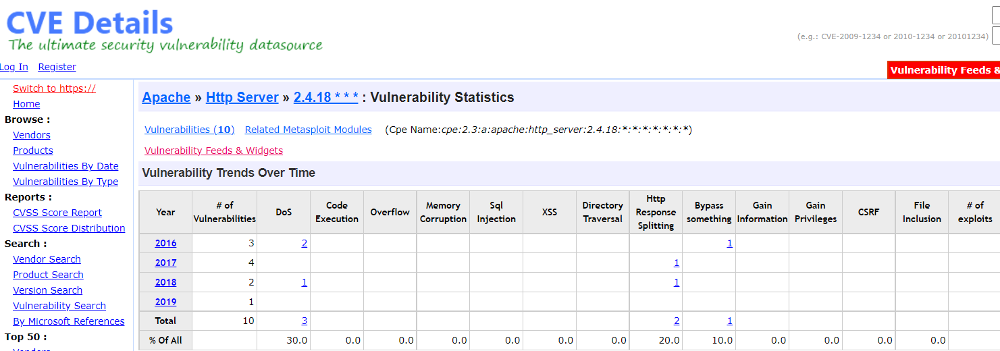 CVE Details
The ultimate security vulnerability datasource
(e.g.: CVE-2009-1234 or 2010-1234 or 20101234)
Log In Register
Vulnerability Feeds &
Switch to https://
Home
Browse :
Vendors
Products
Vulnerabilities By Date
Vulnerabilities By Type
Reports :
CVSS Score Report
CVSS Score Distribution
Search :
Vendor Search
Product Search
Version Search
Vulnerability Search
By Microsoft References
Top 50 :
Vendors
Apache » Http Server » 2.4.18 * * * : Vulnerability Statistics
Vulnerabilities (10) Related Metasploit Modules (Cpe Name:cpe:2.3:a:apache:http_server:2.4.18:*:*:*:*:*:*:*)
Vulnerability Feeds & Widgets
Vulnerability Trends Over Time
Year # of Vulnerabilities DoS Code Execution Overflow Memory Corruption Sql Injection XSS Directory Traversal Http Response Splitting Bypass something Gain Information Gain Privileges CSRF File Inclusion # of exploits
2016 3 2 1
2017 4 1
2018 2 1 1
2019 1
Total 10 3 2 1
% Of All 30.0 0.0 0.0 0.0 0.0 0.0 0.0 20.0 10.0 0.0 0.0 0.0 0.0